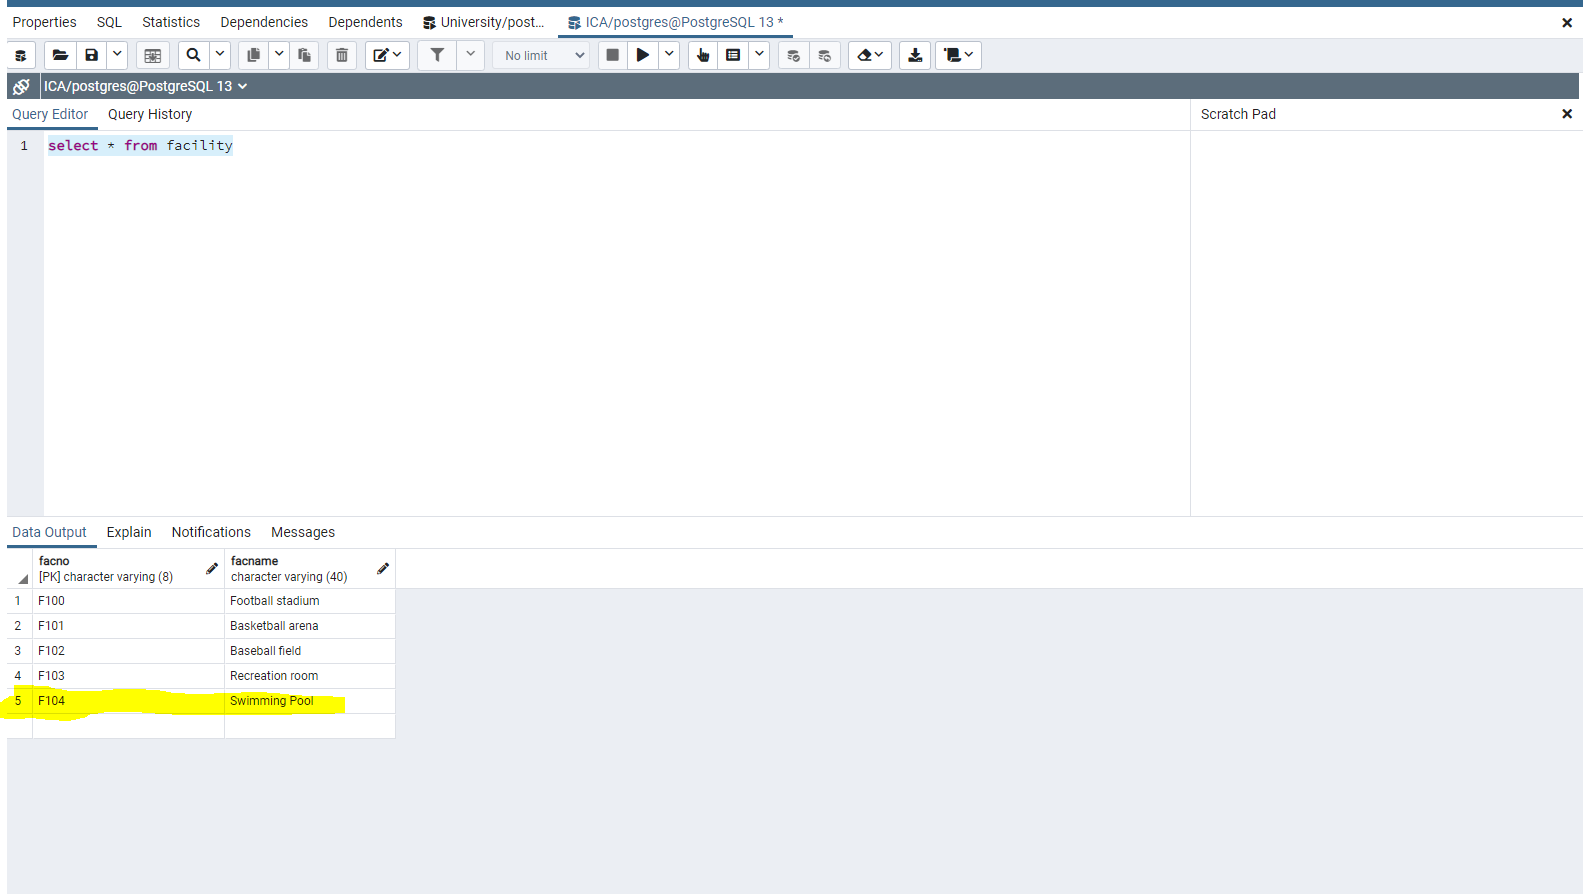 Properties SQL Statistics Dependencies Dependents University/post... ICA/postgres@PostgreSQL 13 *
No limit
ICA/postgres@PostgreSQL 13
Query Editor Query History Scratch Pad
1 select * from facility
Data Output Explain Notifications Messages
facno facname
[PK] character varying (8) character varying (40)
1 F100 Football stadium
2 F101 Basketball arena
3 F102 Baseball field
4 F103 Recreation room
5 F104 Swimming Pool